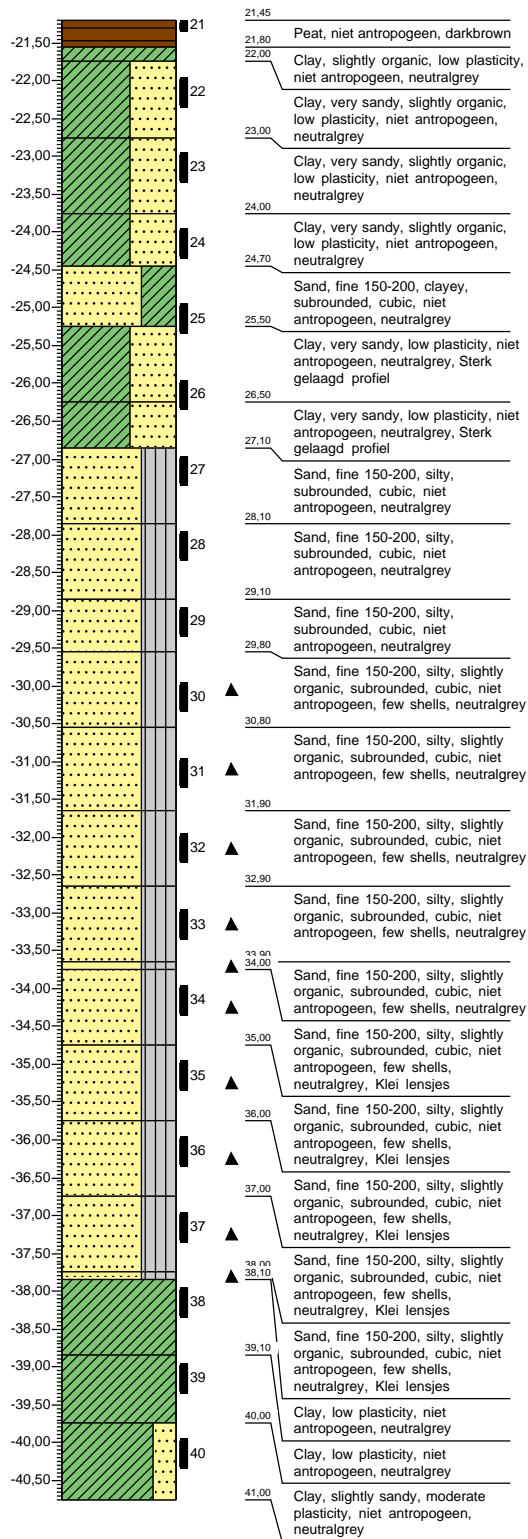 21,45
21
Peat, niet antropogeen, darkbrown
-21,50
21,80
22,00
Clay, slightly organic, low plasticity,
niet antropogeen, neutralgrey
-22,00
22
-22,50
Clay, very sandy, slightly organic,
low plasticity, niet antropogeen,
neutralgrey
23,00
-23,00
23
Clay, very sandy, slightly organic,
low plasticity, niet antropogeen,
neutralgrey
-23,50
24,00
-24,00
24
Clay, very sandy, slightly organic,
low plasticity, niet antropogeen,
neutralgrey
-24,50
24,70
Sand, fine 150-200, clayey,
subrounded, cubic, niet
antropogeen, neutralgrey
-25,00
25
25,50
-25,50
Clay, very sandy, low plasticity, niet
antropogeen, neutralgrey, Sterk
gelaagd profiel
-26,00
26
26,50
-26,50
Clay, very sandy, low plasticity, niet
antropogeen, neutralgrey, Sterk
gelaagd profiel
27,10
-27,00
27
Sand, fine 150-200, silty,
subrounded, cubic, niet
antropogeen, neutralgrey
-27,50
28,10
-28,00
28
Sand, fine 150-200, silty,
subrounded, cubic, niet
antropogeen, neutralgrey
-28,50
29,10
-29,00
29
Sand, fine 150-200, silty,
subrounded, cubic, niet
antropogeen, neutralgrey
-29,50
29,80
Sand, fine 150-200, silty, slightly
organic, subrounded, cubic, niet
antropogeen, few shells, neutralgrey
-30,00
30
-30,50
30,80
Sand, fine 150-200, silty, slightly
organic, subrounded, cubic, niet
antropogeen, few shells, neutralgrey
-31,00
31
-31,50
31,90
Sand, fine 150-200, silty, slightly
organic, subrounded, cubic, niet
antropogeen, few shells, neutralgrey
-32,00
32
-32,50
32,90
Sand, fine 150-200, silty, slightly
organic, subrounded, cubic, niet
antropogeen, few shells, neutralgrey
-33,00
33
-33,50
33,90
34,00
Sand, fine 150-200, silty, slightly
organic, subrounded, cubic, niet
antropogeen, few shells, neutralgrey
-34,00
34
-34,50
35,00
Sand, fine 150-200, silty, slightly
organic, subrounded, cubic, niet
antropogeen, few shells,
neutralgrey, Klei lensjes
-35,00
35
-35,50
36,00
Sand, fine 150-200, silty, slightly
organic, subrounded, cubic, niet
antropogeen, few shells,
neutralgrey, Klei lensjes
-36,00
36
-36,50
37,00
Sand, fine 150-200, silty, slightly
organic, subrounded, cubic, niet
antropogeen, few shells,
neutralgrey, Klei lensjes
-37,00
37
-37,50
38,00
38,10
Sand, fine 150-200, silty, slightly
organic, subrounded, cubic, niet
antropogeen, few shells,
neutralgrey, Klei lensjes
-38,00
38
-38,50
Sand, fine 150-200, silty, slightly
organic, subrounded, cubic, niet
antropogeen, few shells,
neutralgrey, Klei lensjes
39,10
-39,00
39
-39,50
Clay, low plasticity, niet
antropogeen, neutralgrey
40,00
-40,00
40
Clay, low plasticity, niet
antropogeen, neutralgrey
-40,50
41,00
Clay, slightly sandy, moderate
plasticity, niet antropogeen,
neutralgrey